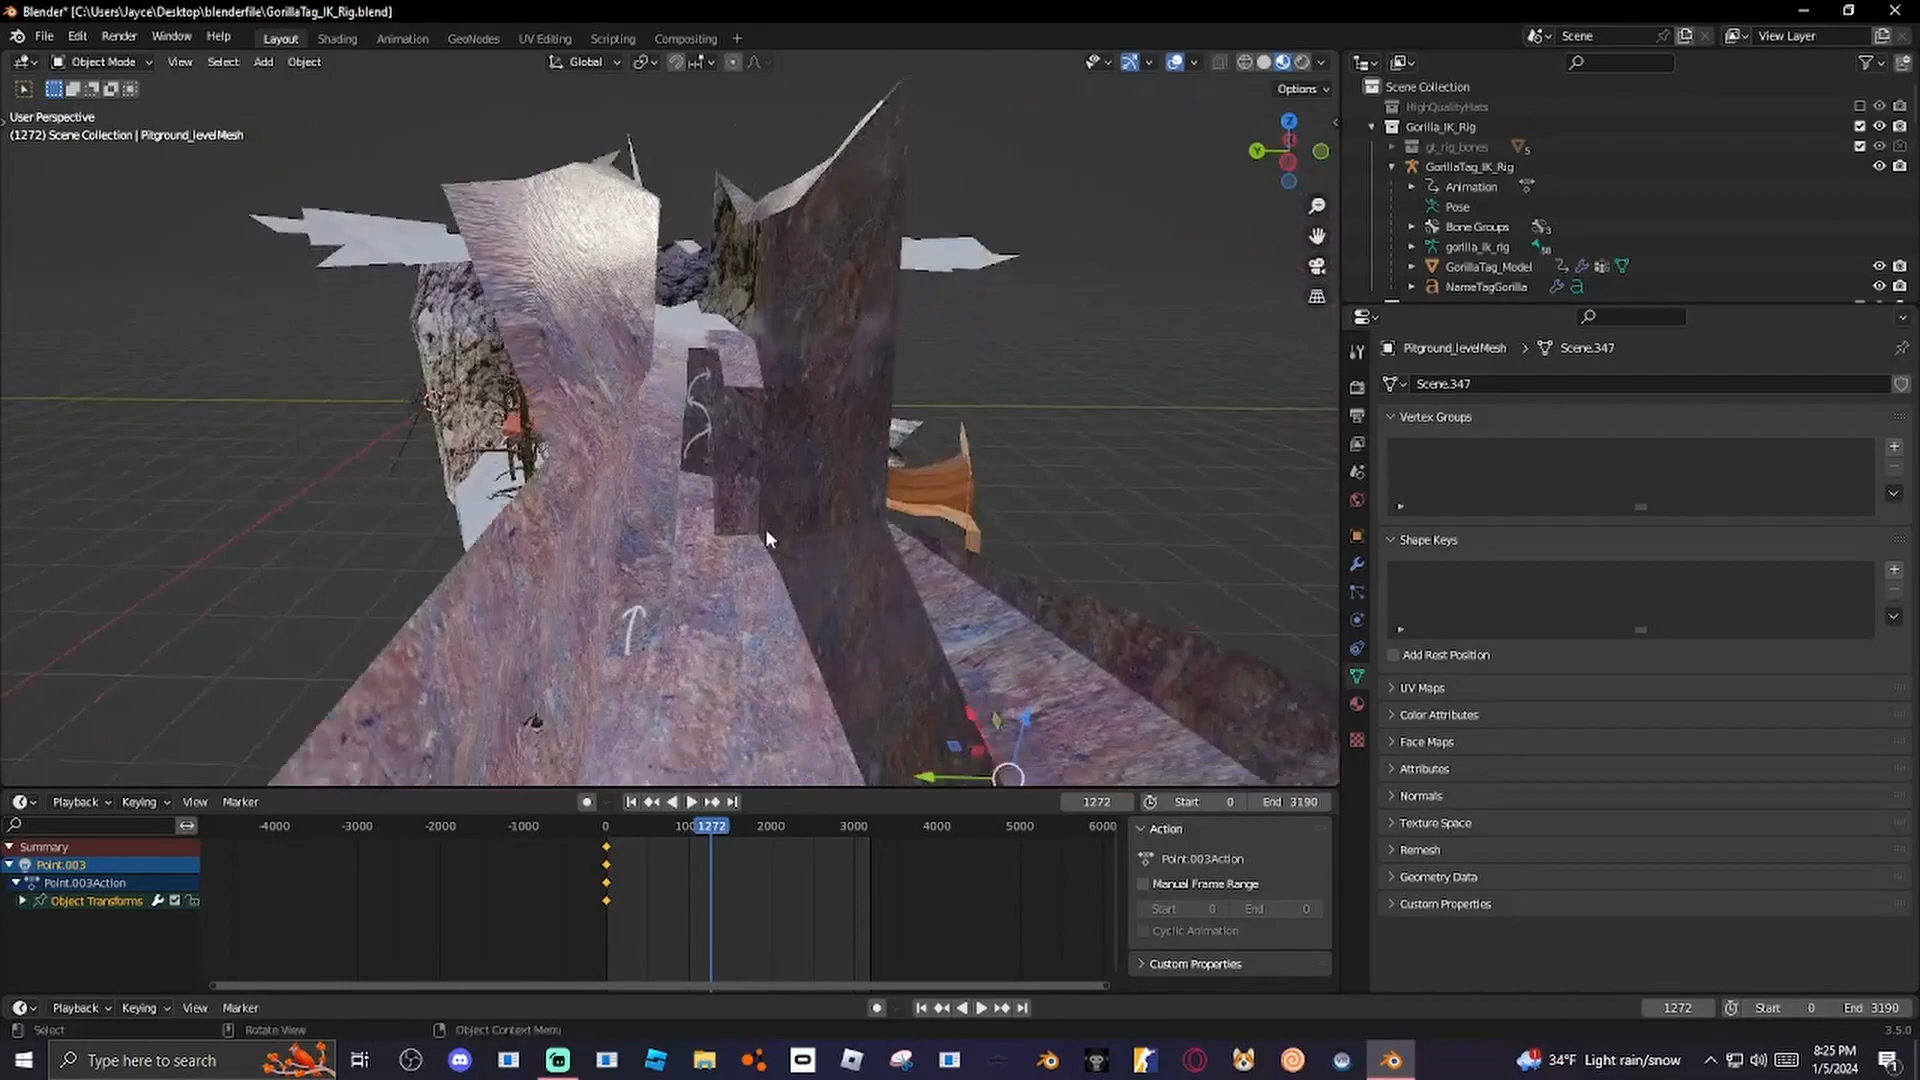 Blender* [C:\Users\Jayce\Desktop\blenderfile\GorillaTag_IK_Rig.blend]
File Edit Render Window Help Layout Shading Animation GeoNodes UV Editing Scripting Compositing + Scene View Layer
Object Mode View Select Add Object Global
Options
User Perspective
(1272) Scene Collection | Pitground_levelMesh
Z
Y
Scene Collection
HighQualityHats
Gorilla_IK_Rig
gt_rig_bones 5
GorillaTag_IK_Rig
Animation
Pose
Bone Groups 3
gorilla_ik_rig 58
GorillaTag_Model
NameTagGorilla
Pitground_levelMesh > Scene.347
Scene.347
Vertex Groups
Shape Keys
Add Rest Position
UV Maps
Color Attributes
Face Maps
Attributes
Normals
Texture Space
Remesh
Geometry Data
Custom Properties
Playback Keying View Marker 1272 Start 0 End 3190
-4000 -3000 -2000 -1000 0 1272 2000 3000 4000 5000 6000
Summary
Point.003
Point.003Action
Object Transforms
Action
Point.003Action
Manual Frame Range
Start 0 End 0
Cyclic Animation
Custom Properties
Playback Keying View Marker 1272 Start 0 End 3190
Select Rotate View Object Context Menu 3.5.0
Type here to search 34°F Light rain/snow 8:25 PM
1/5/2024